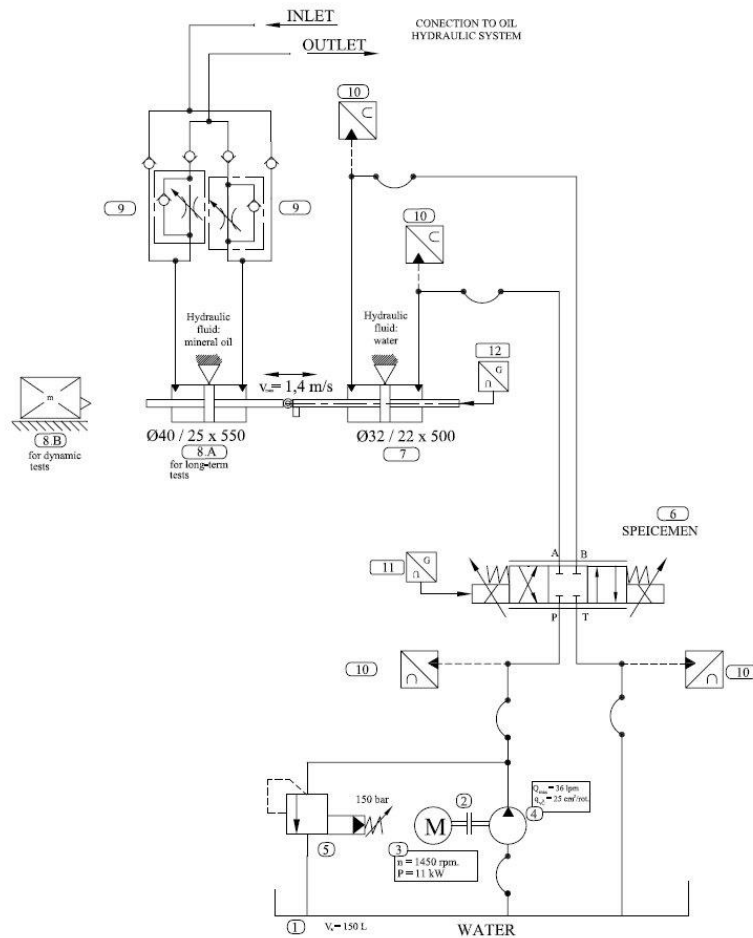 INLET
OUTLET
CONECTION TO OIL
HYDRAULIC SYSTEM
10
9
9
10
Hydraulic
fluid:
mineral oil
Hydraulic
fluid:
water
12
G
∩
m
= 1,4 m/s
8.B
for dynamic
tests
Ø40 / 25 x 550
8.A
for long-term
tests
Ø32 / 22 x 500
7
6
SPEICEMEN
A B
11
G
∩
P T
10
∩
∩
10
150 bar
2
M
5
3
n = 1450 rpm.
P = 11 kW
Q = 36 lpm
= 25 cm³/rot.
4
1
= 150 L
WATER